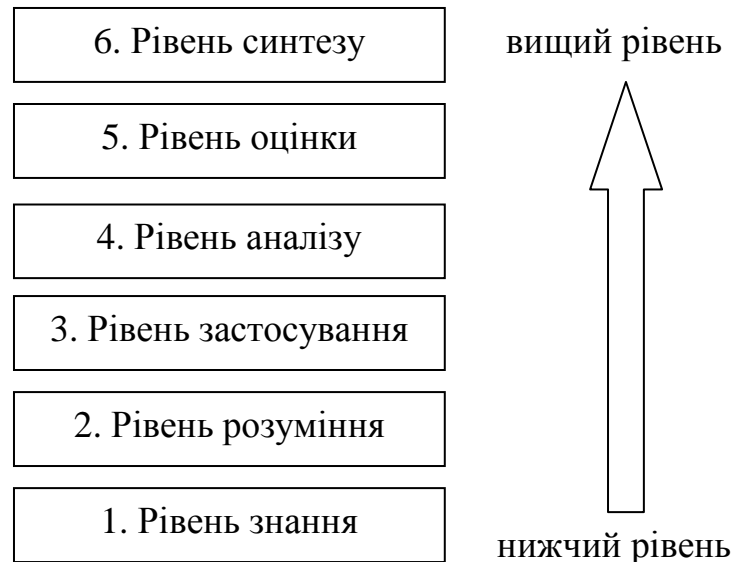 6. Рівень синтезу
вищий рівень
5. Рівень оцінки
4. Рівень аналізу
3. Рівень застосування
2. Рівень розуміння
1. Рівень знання
нижчий рівень